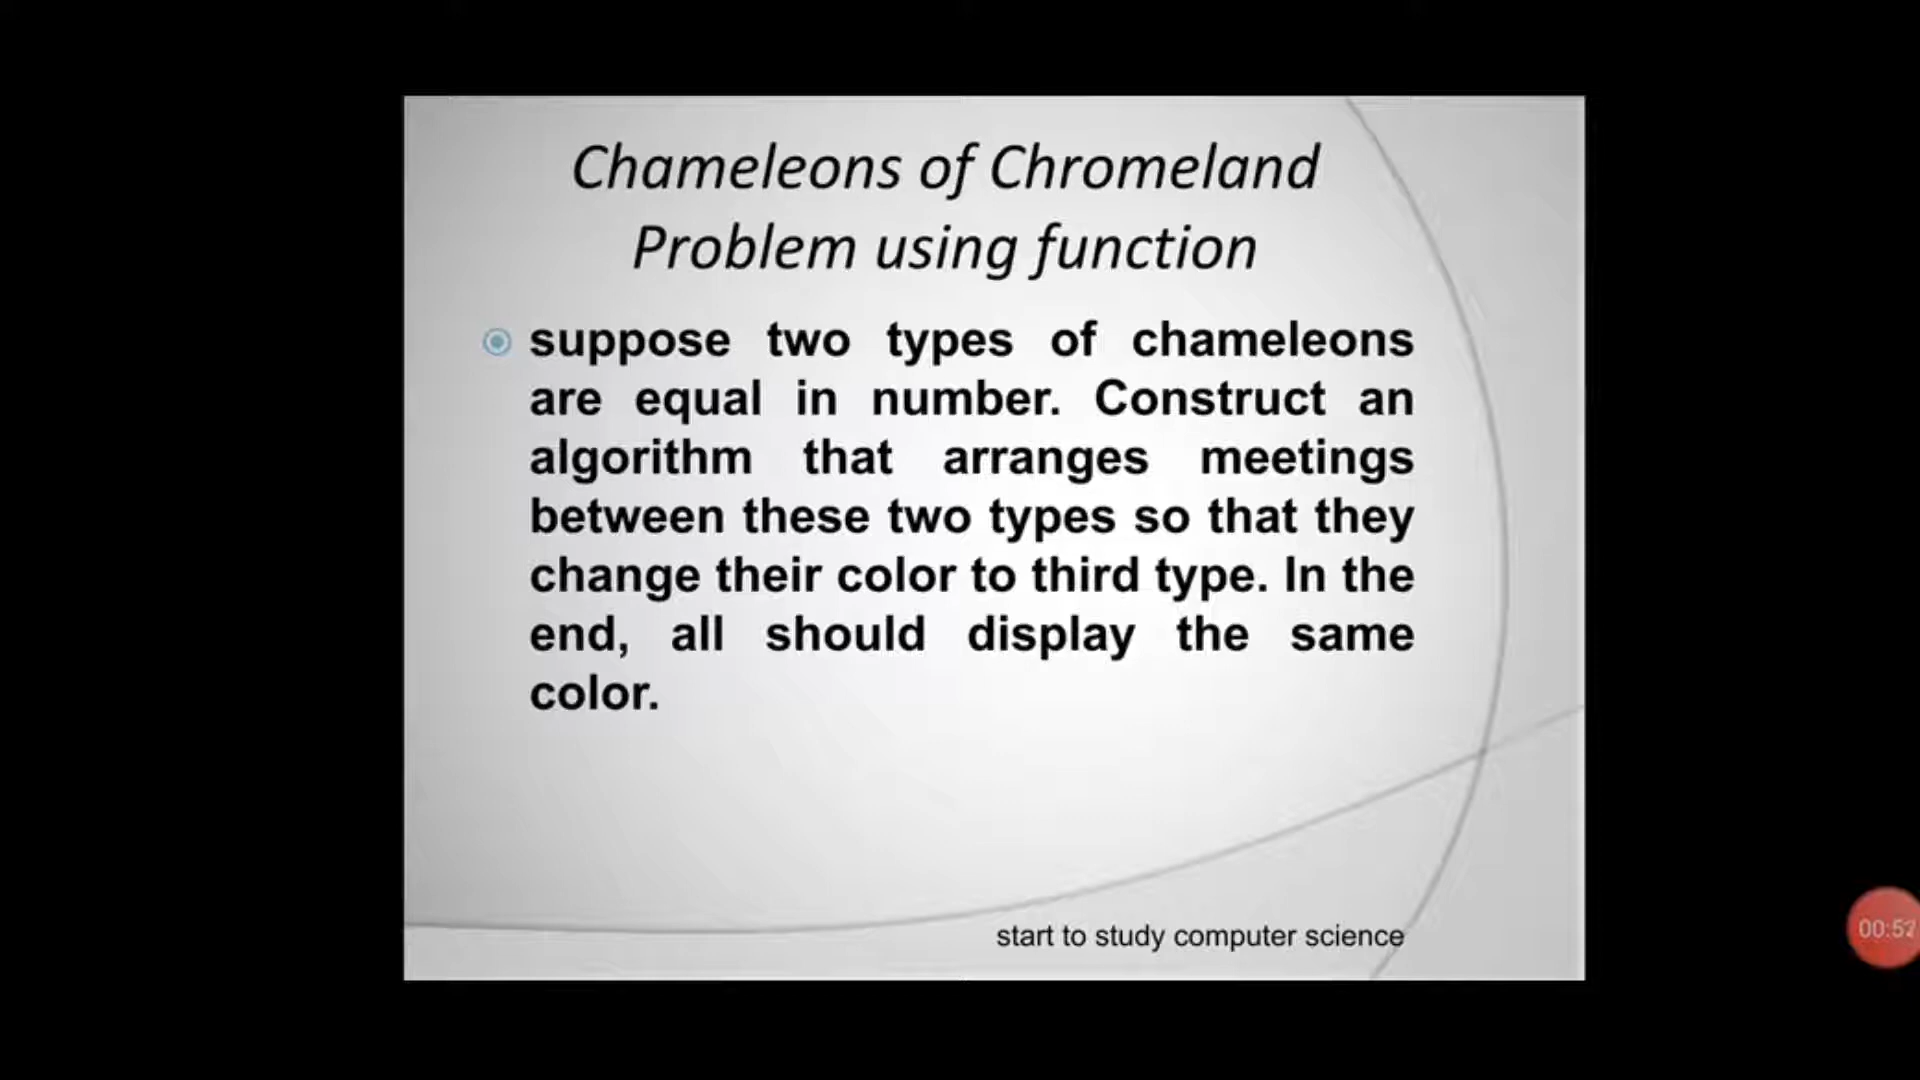 Chameleons of Chromeland
Problem using function
suppose two types of chameleons
are equal in number. Construct an
algorithm that arranges meetings
between these two types so that they
change their color to third type. In the
end, all should display the same
color.
start to study computer science
00:52